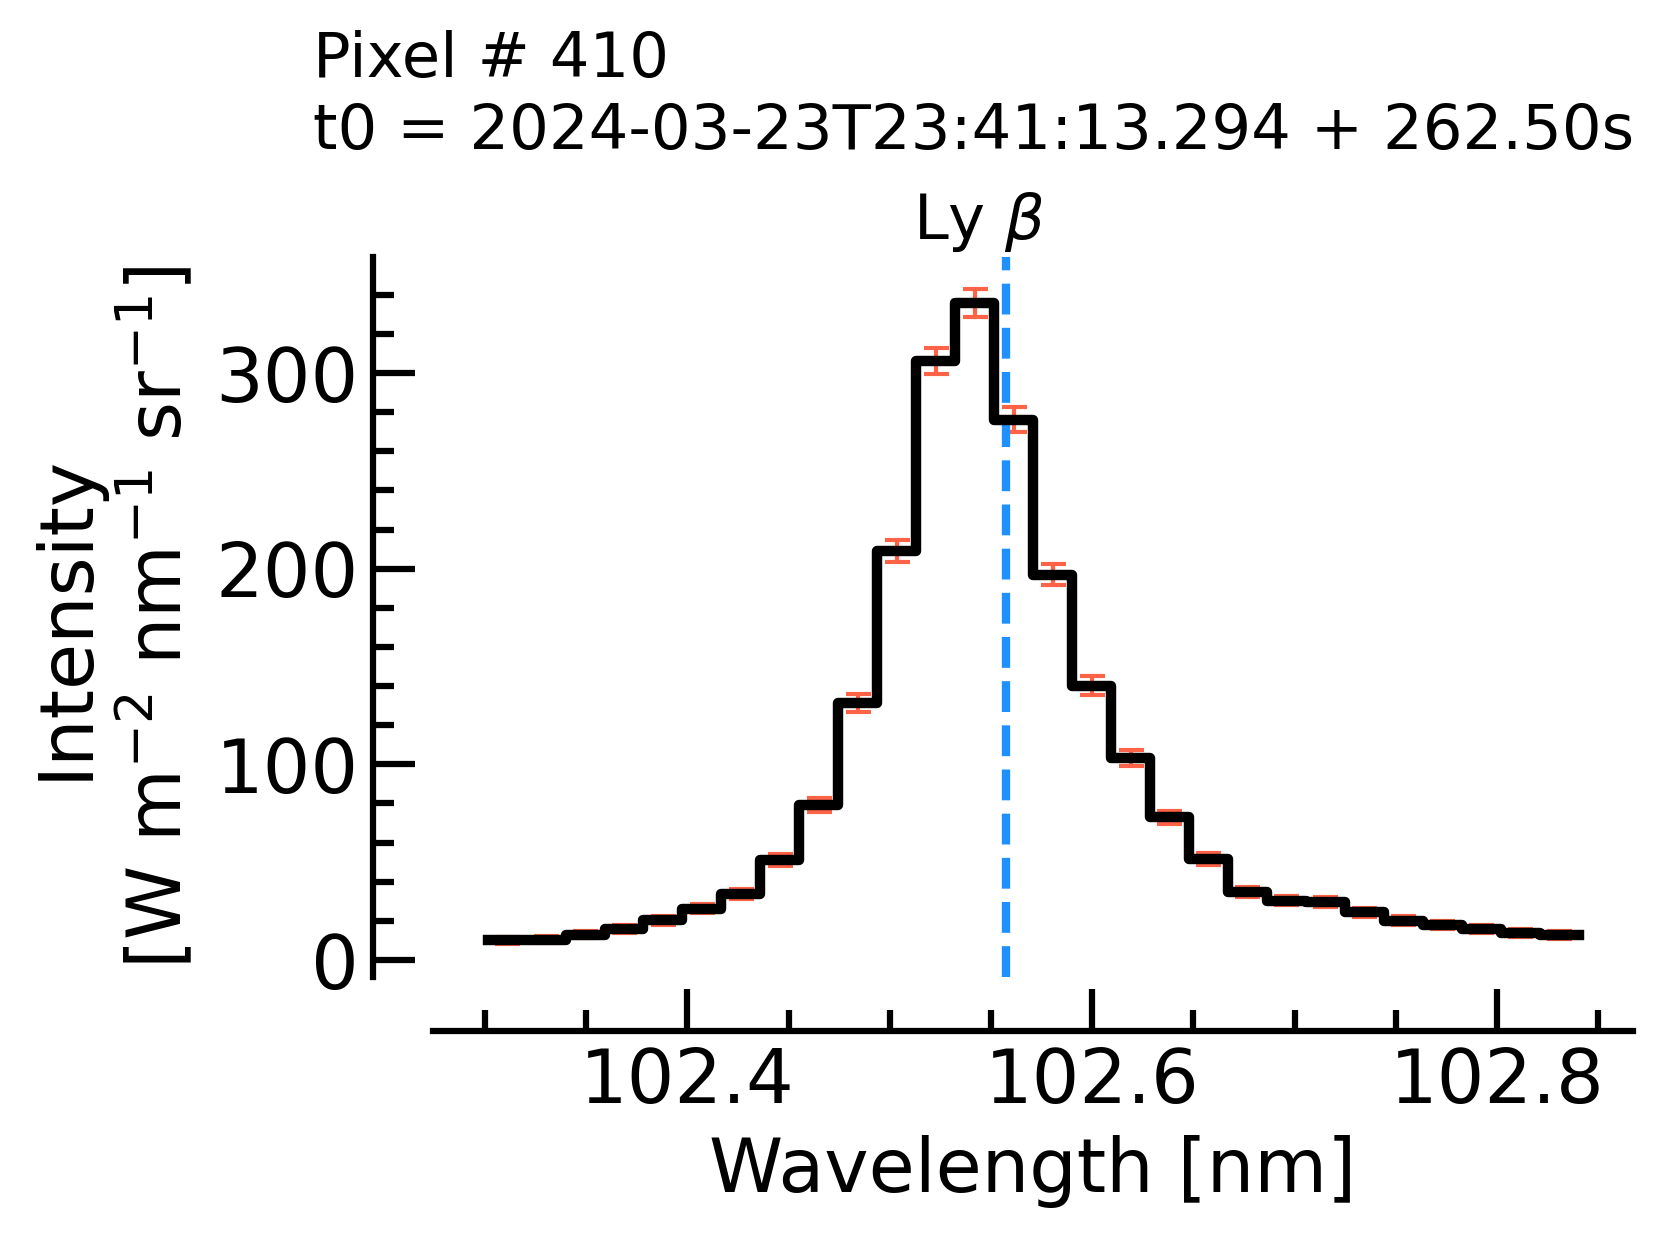 Pixel # 410
t0 = 2024-03-23T23:41:13.294 + 262.50s
Ly β
Intensity
[W m⁻² nm⁻¹ sr⁻¹]
300
200
100
0
102.4 102.6 102.8
Wavelength [nm]